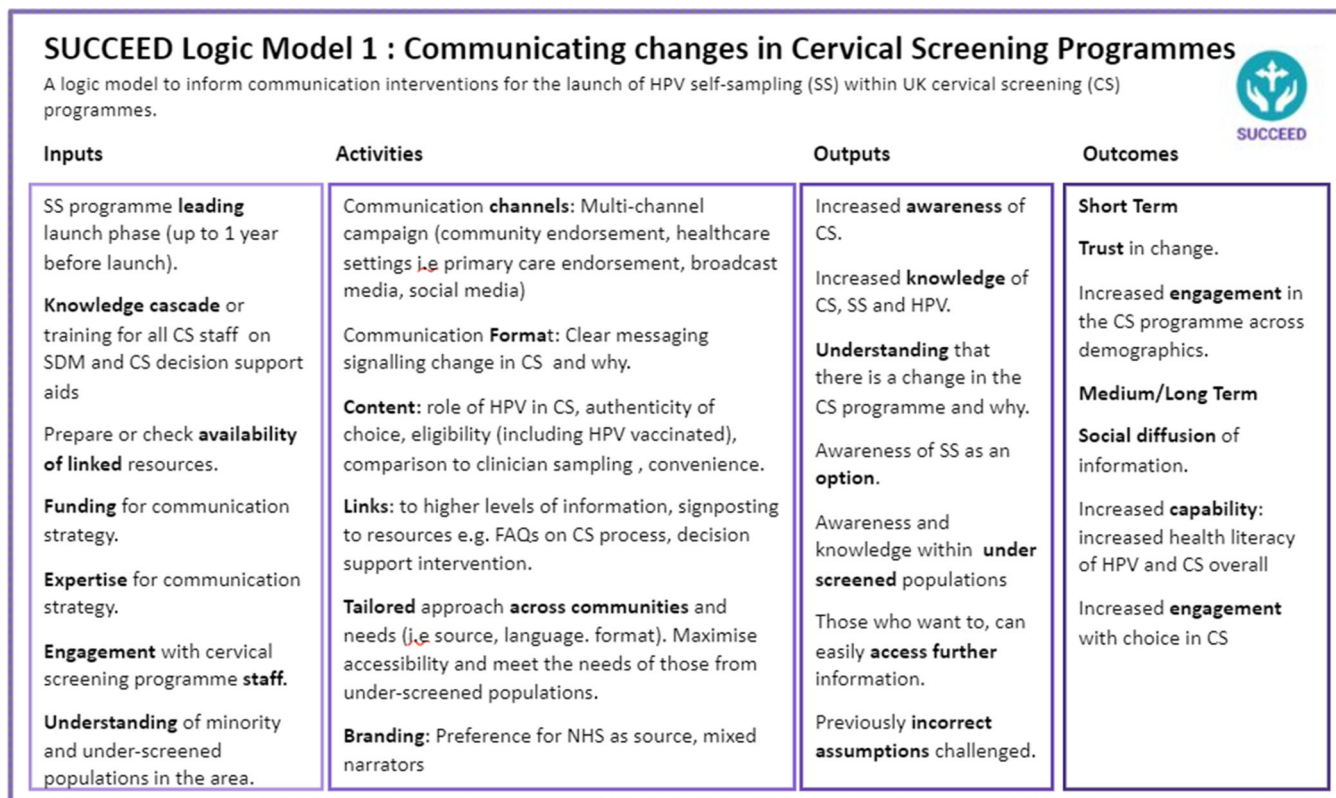 SUCCEED Logic Model 1 : Communicating changes in Cervical Screening Programmes
A logic model to inform communication interventions for the launch of HPV self-sampling (SS) within UK cervical screening (CS)
programmes.
SUCCEED
Inputs
SS programme leading
launch phase (up to 1 year
before launch).
Knowledge cascade or
training for all CS staff on
SDM and CS decision support
aids
Prepare or check availability
of linked resources.
Funding for communication
strategy.
Expertise for communication
strategy.
Engagement with cervical
screening programme staff.
Understanding of minority
and under-screened
populations in the area.
Activities
Communication channels: Multi-channel
campaign (community endorsement, healthcare
settings i.e primary care endorsement, broadcast
media, social media)
Communication Format: Clear messaging
signalling change in CS and why.
Content: role of HPV in CS, authenticity of
choice, eligibility (including HPV vaccinated),
comparison to clinician sampling , convenience.
Links: to higher levels of information, signposting
to resources e.g. FAQs on CS process, decision
support intervention.
Tailored approach across communities and
needs (i.e source, language. format). Maximise
accessibility and meet the needs of those from
under-screened populations.
Branding: Preference for NHS as source, mixed
narrators
Outputs
Increased awareness of
CS.
Increased knowledge of
CS, SS and HPV.
Understanding that
there is a change in the
CS programme and why.
Awareness of SS as an
option.
Awareness and
knowledge within under
screened populations
Those who want to, can
easily access further
information.
Previously incorrect
assumptions challenged.
Outcomes
Short Term
Trust in change.
Increased engagement in
the CS programme across
demographics.
Medium/Long Term
Social diffusion of
information.
Increased capability:
increased health literacy
of HPV and CS overall
Increased engagement
with choice in CS